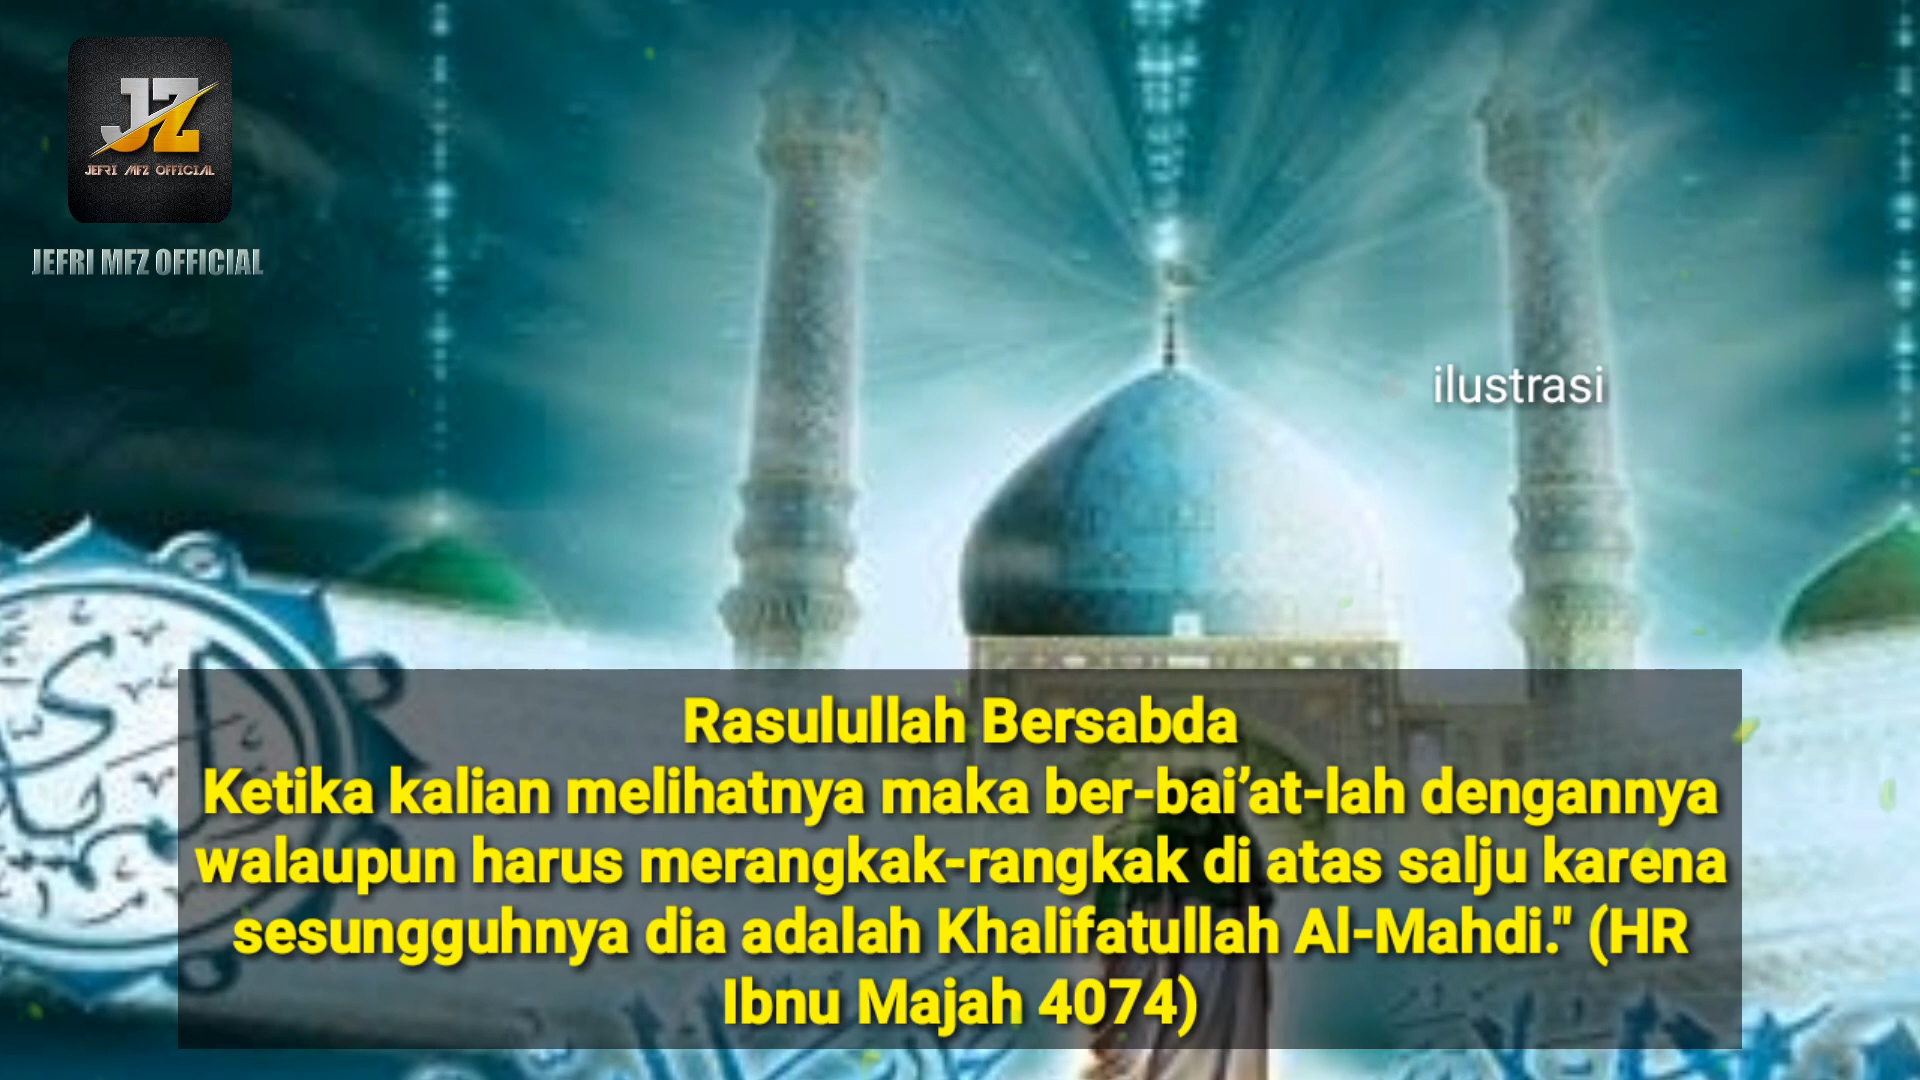 JZ
JEFRI MFZ OFFICIAL
JEFRI MFZ OFFICIAL
ilustrasi
Rasulullah Bersabda
Ketika kalian melihatnya maka ber-bai’at-lah dengannya
walaupun harus merangkak-rangkak di atas salju karena
sesungguhnya dia adalah Khalifatullah Al-Mahdi." (HR
Ibnu Majah 4074)